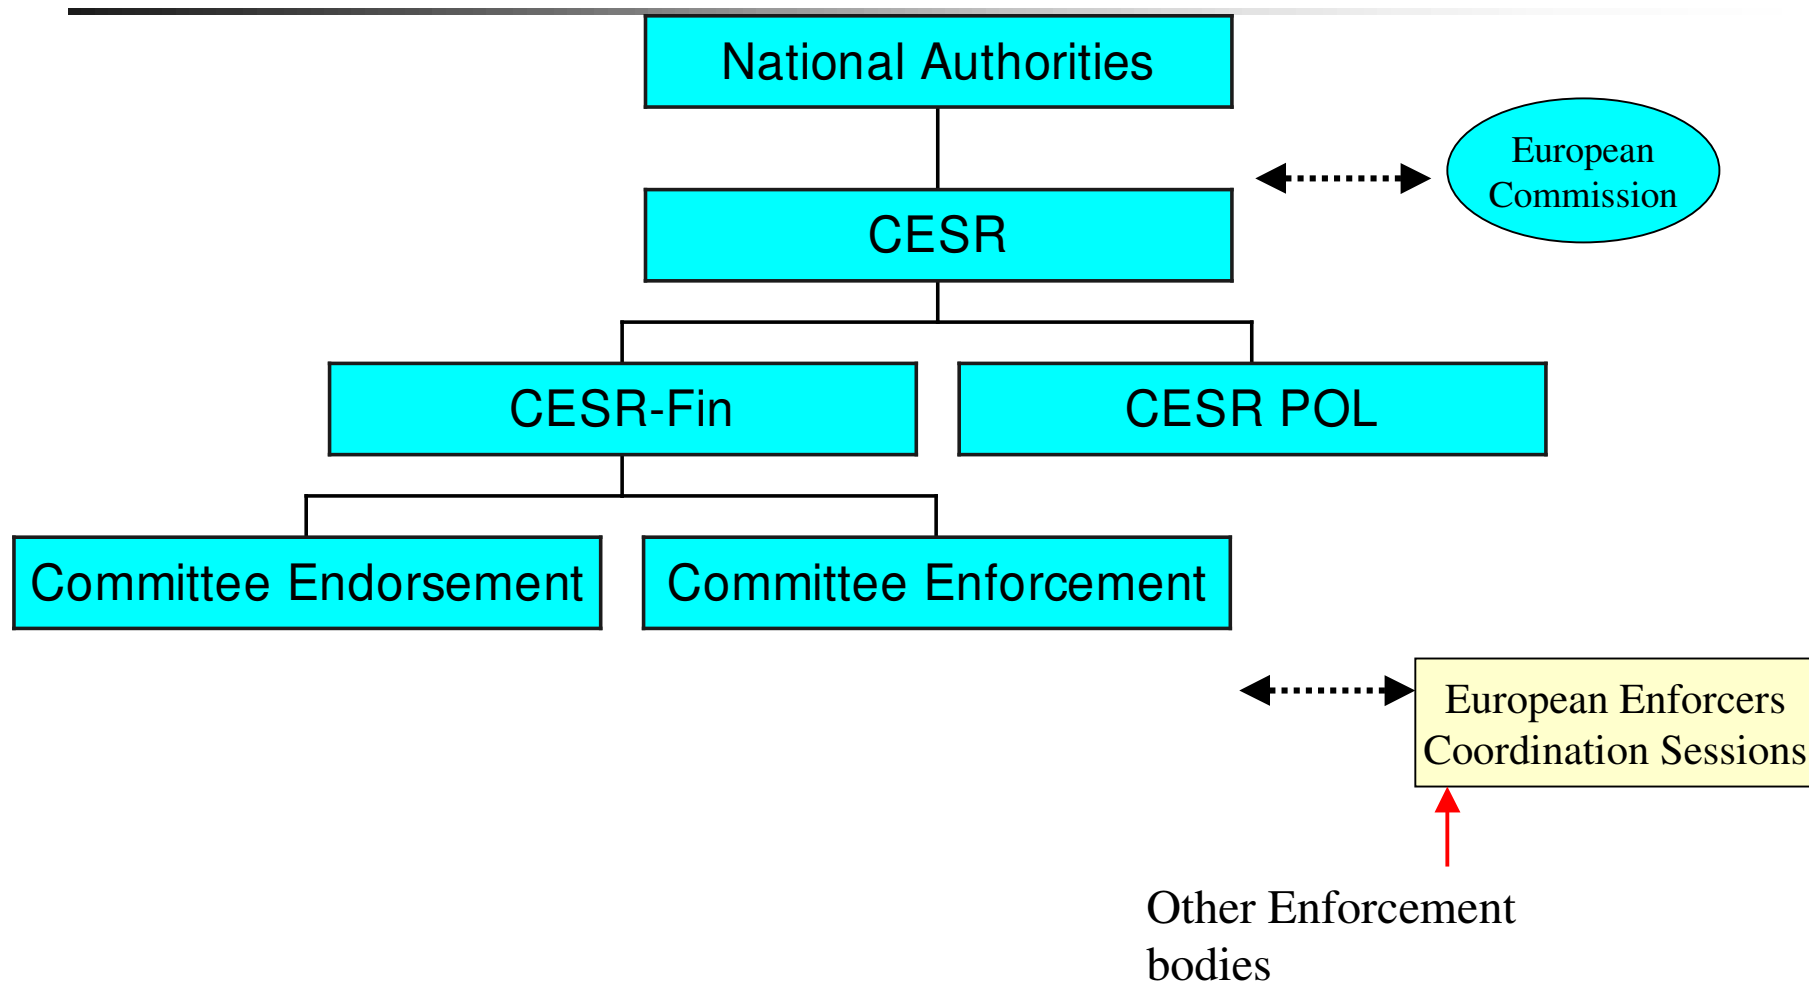 National Authorities
European
Commission
CESR
CESR-Fin
CESR POL
Committee Endorsement
Committee Enforcement
European Enforcers
Coordination Sessions
Other Enforcement
bodies